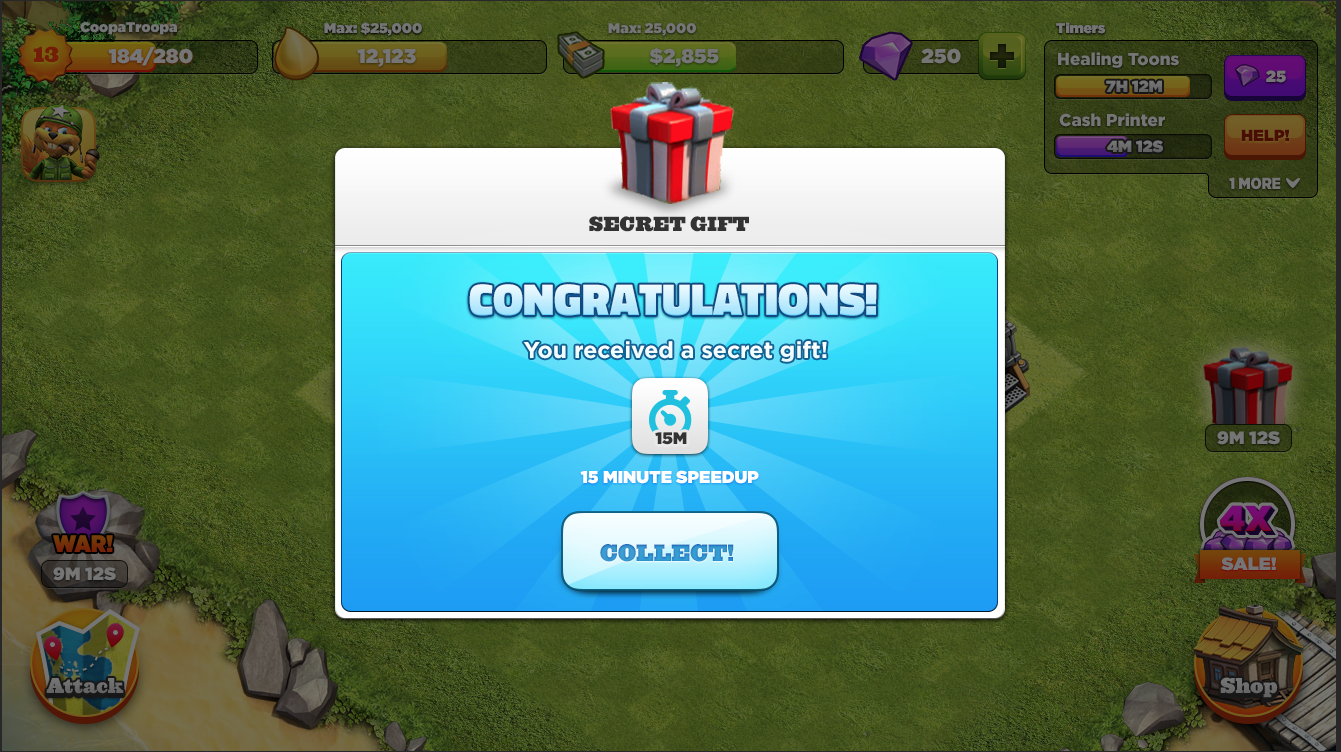 CoopaTroopa
13
184/280
Max: $25,000
12,123
Max: 25,000
$2,855
250
Timers
Healing Toons
7H 12M
25
Cash Printer
4M 12S
HELP!
1 MORE
SECRET GIFT
CONGRATULATIONS!
You received a secret gift!
15M
15 MINUTE SPEEDUP
COLLECT!
9M 12S
4X
SALE!
WAR!
9M 12S
Attack
Shop